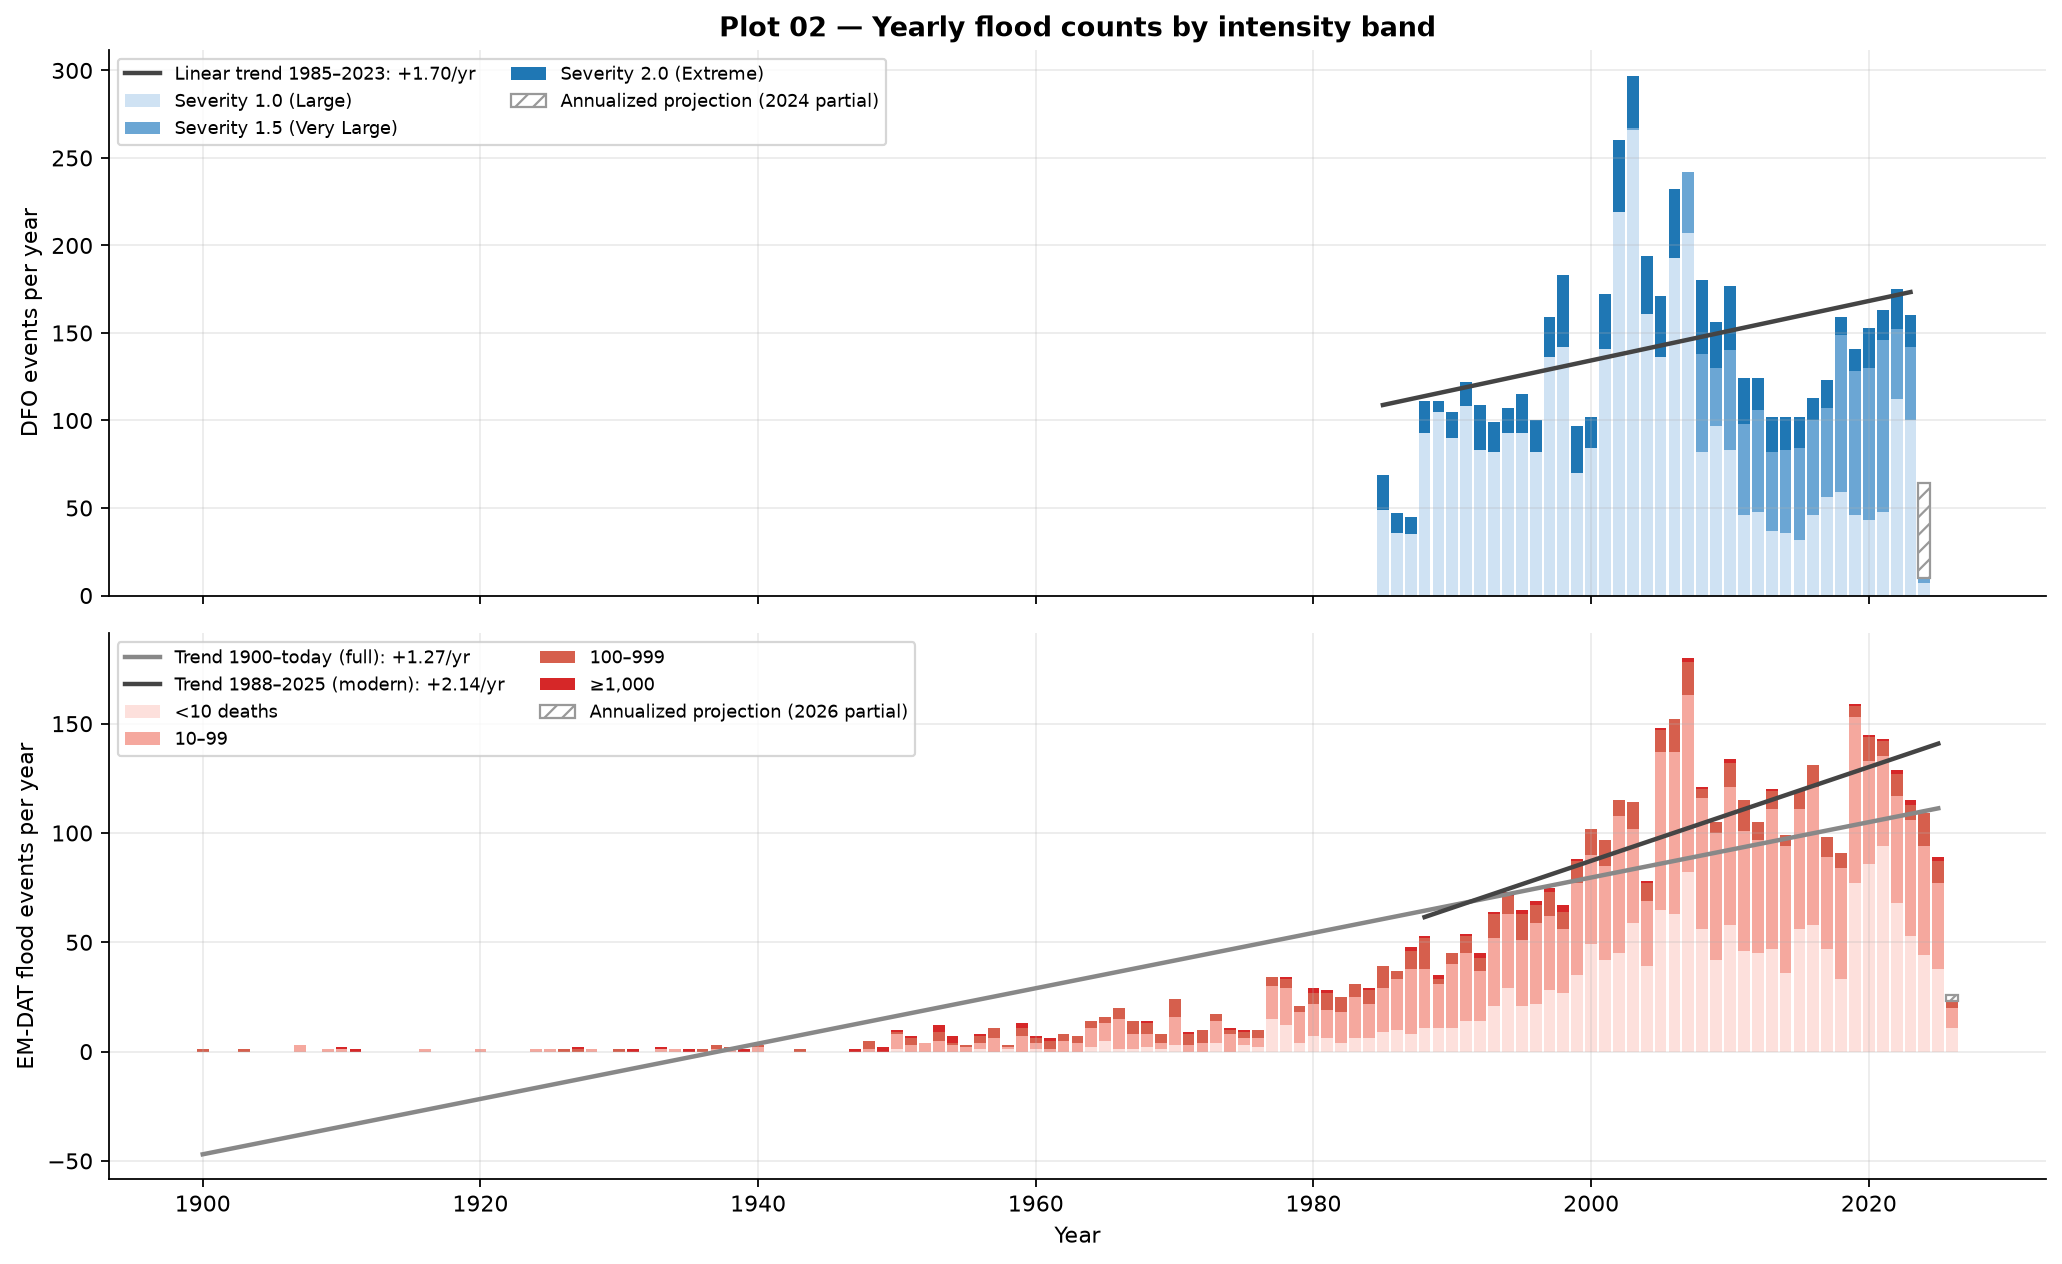 Plot 02 — Yearly flood counts by intensity band
Linear trend 1985–2023: +1.70/yr
Severity 1.0 (Large)
Severity 1.5 (Very Large)
Severity 2.0 (Extreme)
Annualized projection (2024 partial)
DFO events per year
300
250
200
150
100
50
0
Trend 1900–today (full): +1.27/yr
Trend 1988–2025 (modern): +2.14/yr
<10 deaths
10–99
100–999
≥1,000
Annualized projection (2026 partial)
EM-DAT flood events per year
150
100
50
0
−50
1900 1920 1940 1960 1980 2000 2020
Year